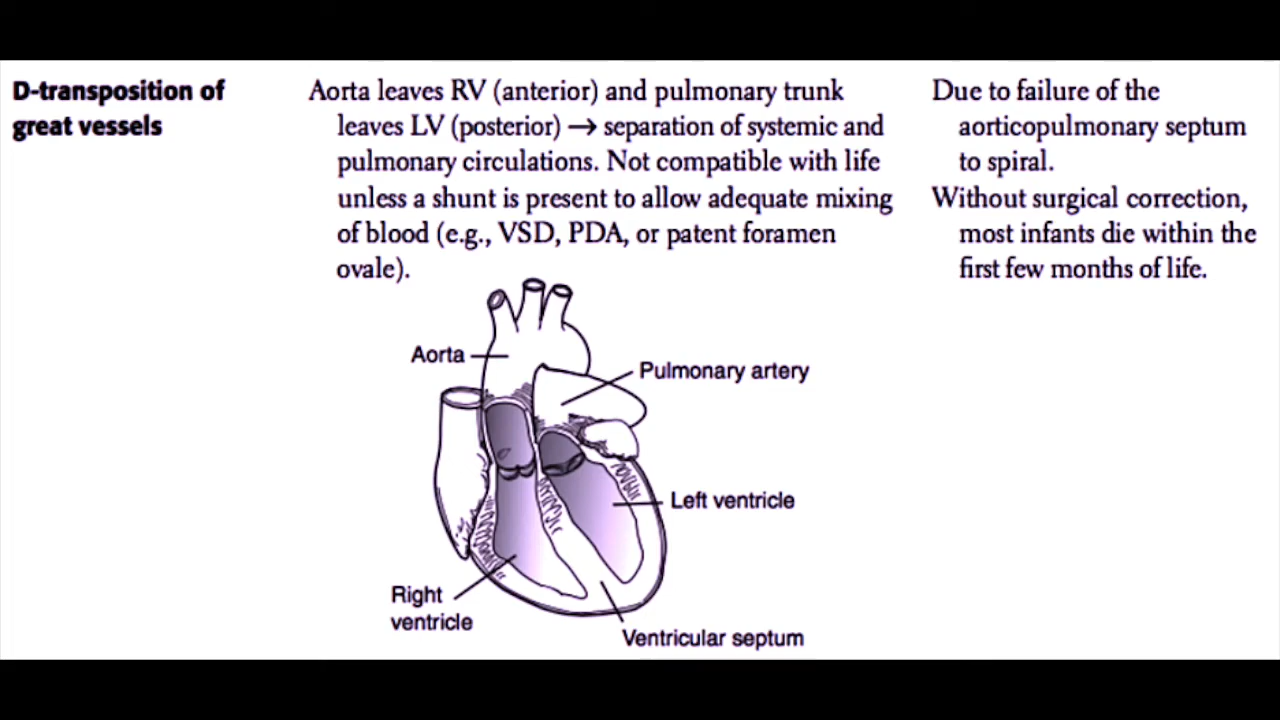 D-transposition of
great vessels
Aorta leaves RV (anterior) and pulmonary trunk
leaves LV (posterior) → separation of systemic and
pulmonary circulations. Not compatible with life
unless a shunt is present to allow adequate mixing
of blood (e.g., VSD, PDA, or patent foramen
ovale).
Due to failure of the
aorticopulmonary septum
to spiral.
Without surgical correction,
most infants die within the
first few months of life.
Aorta
Pulmonary artery
Left ventricle
Right
ventricle
Ventricular septum